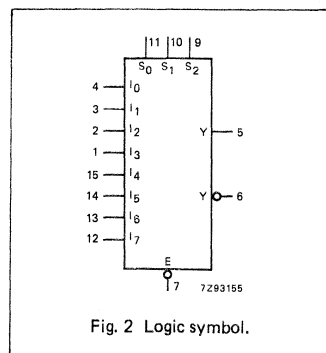 11 10 9
S0 S1 S2
4 I0
3 I1
2 I2 Y 5
1 I3
15 I4
14 I5 Y 6
13 I6
12 I7
E
7 7Z93155
Fig. 2 Logic symbol.